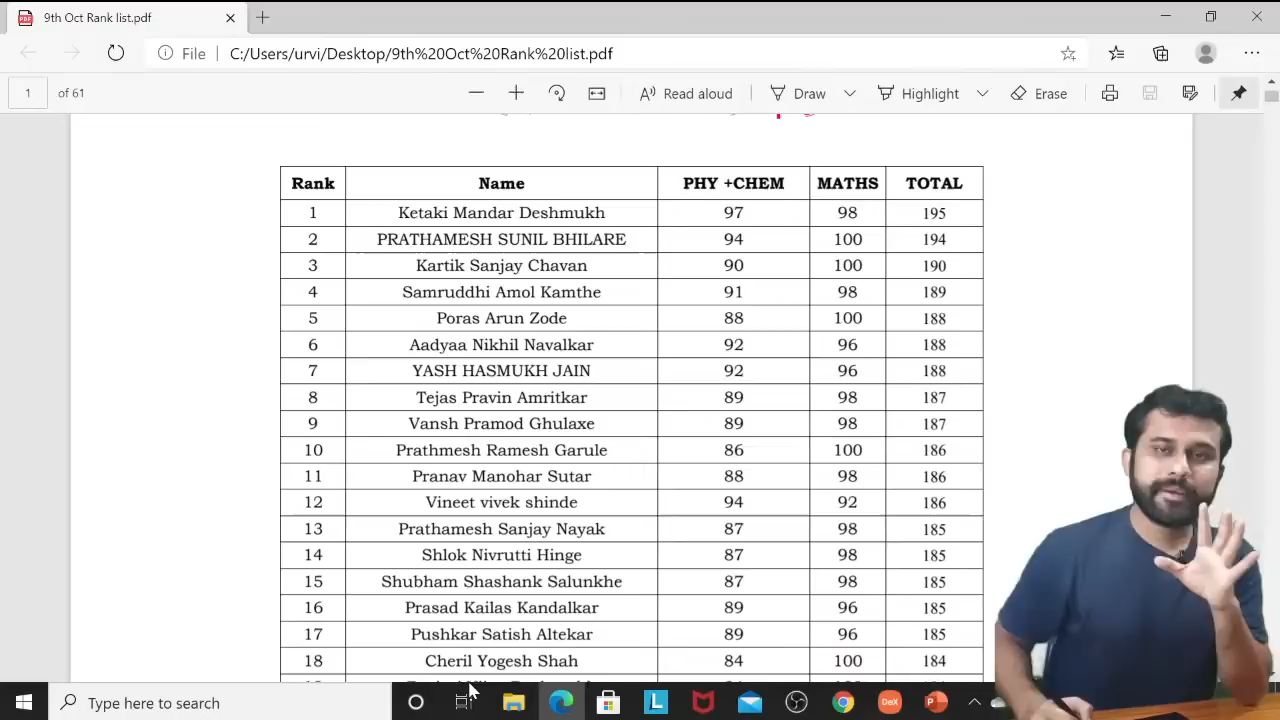 9th Oct Rank list.pdf
File C:/Users/urvi/Desktop/9th%20Oct%20Rank%20list.pdf
1 of 61 Read aloud Draw Highlight Erase
Rank Name PHY +CHEM MATHS TOTAL
1 Ketaki Mandar Deshmukh 97 98 195
2 PRATHAMESH SUNIL BHILARE 94 100 194
3 Kartik Sanjay Chavan 90 100 190
4 Samruddhi Amol Kamthe 91 98 189
5 Poras Arun Zode 88 100 188
6 Aadyaa Nikhil Navalkar 92 96 188
7 YASH HASMUKH JAIN 92 96 188
8 Tejas Pravin Amritkar 89 98 187
9 Vansh Pramod Ghulaxe 89 98 187
10 Prathmesh Ramesh Garule 86 100 186
11 Pranav Manohar Sutar 88 98 186
12 Vineet vivek shinde 94 92 186
13 Prathamesh Sanjay Nayak 87 98 185
14 Shlok Nivrutti Hinge 87 98 185
15 Shubham Shashank Salunkhe 87 98 185
16 Prasad Kailas Kandalkar 89 96 185
17 Pushkar Satish Altekar 89 96 185
18 Cheril Yogesh Shah 84 100 184
Type here to search L DeX P